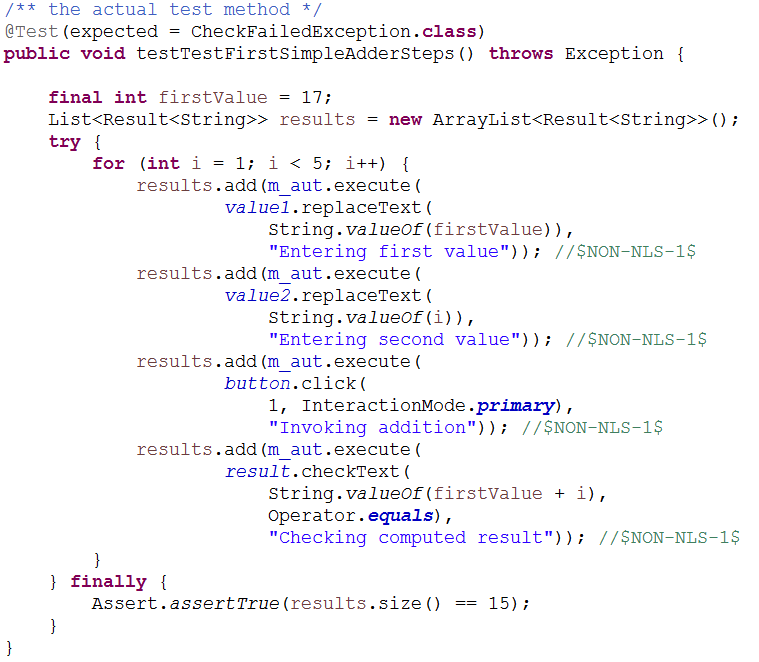 /** the actual test method */
@Test(expected = CheckFailedException.class)
public void testTestFirstSimpleAdderSteps() throws Exception {
final int firstValue = 17;
List<Result<String>> results = new ArrayList<Result<String>>();
try {
for (int i = 1; i < 5; i++) {
results.add(m_aut.execute(
value1.replaceText(
String.valueOf(firstValue)),
"Entering first value")); //$NON-NLS-1$
results.add(m_aut.execute(
value2.replaceText(
String.valueOf(i)),
"Entering second value")); //$NON-NLS-1$
results.add(m_aut.execute(
button.click(
1, InteractionMode.primary),
"Invoking addition")); //$NON-NLS-1$
results.add(m_aut.execute(
result.checkText(
String.valueOf(firstValue + i),
Operator.equals),
"Checking computed result")); //$NON-NLS-1$
}
} finally {
Assert.assertTrue(results.size() == 15);
}
}